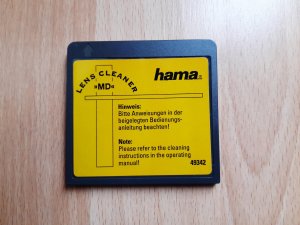 LENS CLEANER
»MD«
hama
Hinweis:
Bitte Anweisungen in der
beigelegten Bedienungs-
anleitung beachten!
Note:
Please refer to the cleaning
instructions in the operating
manual!
49342